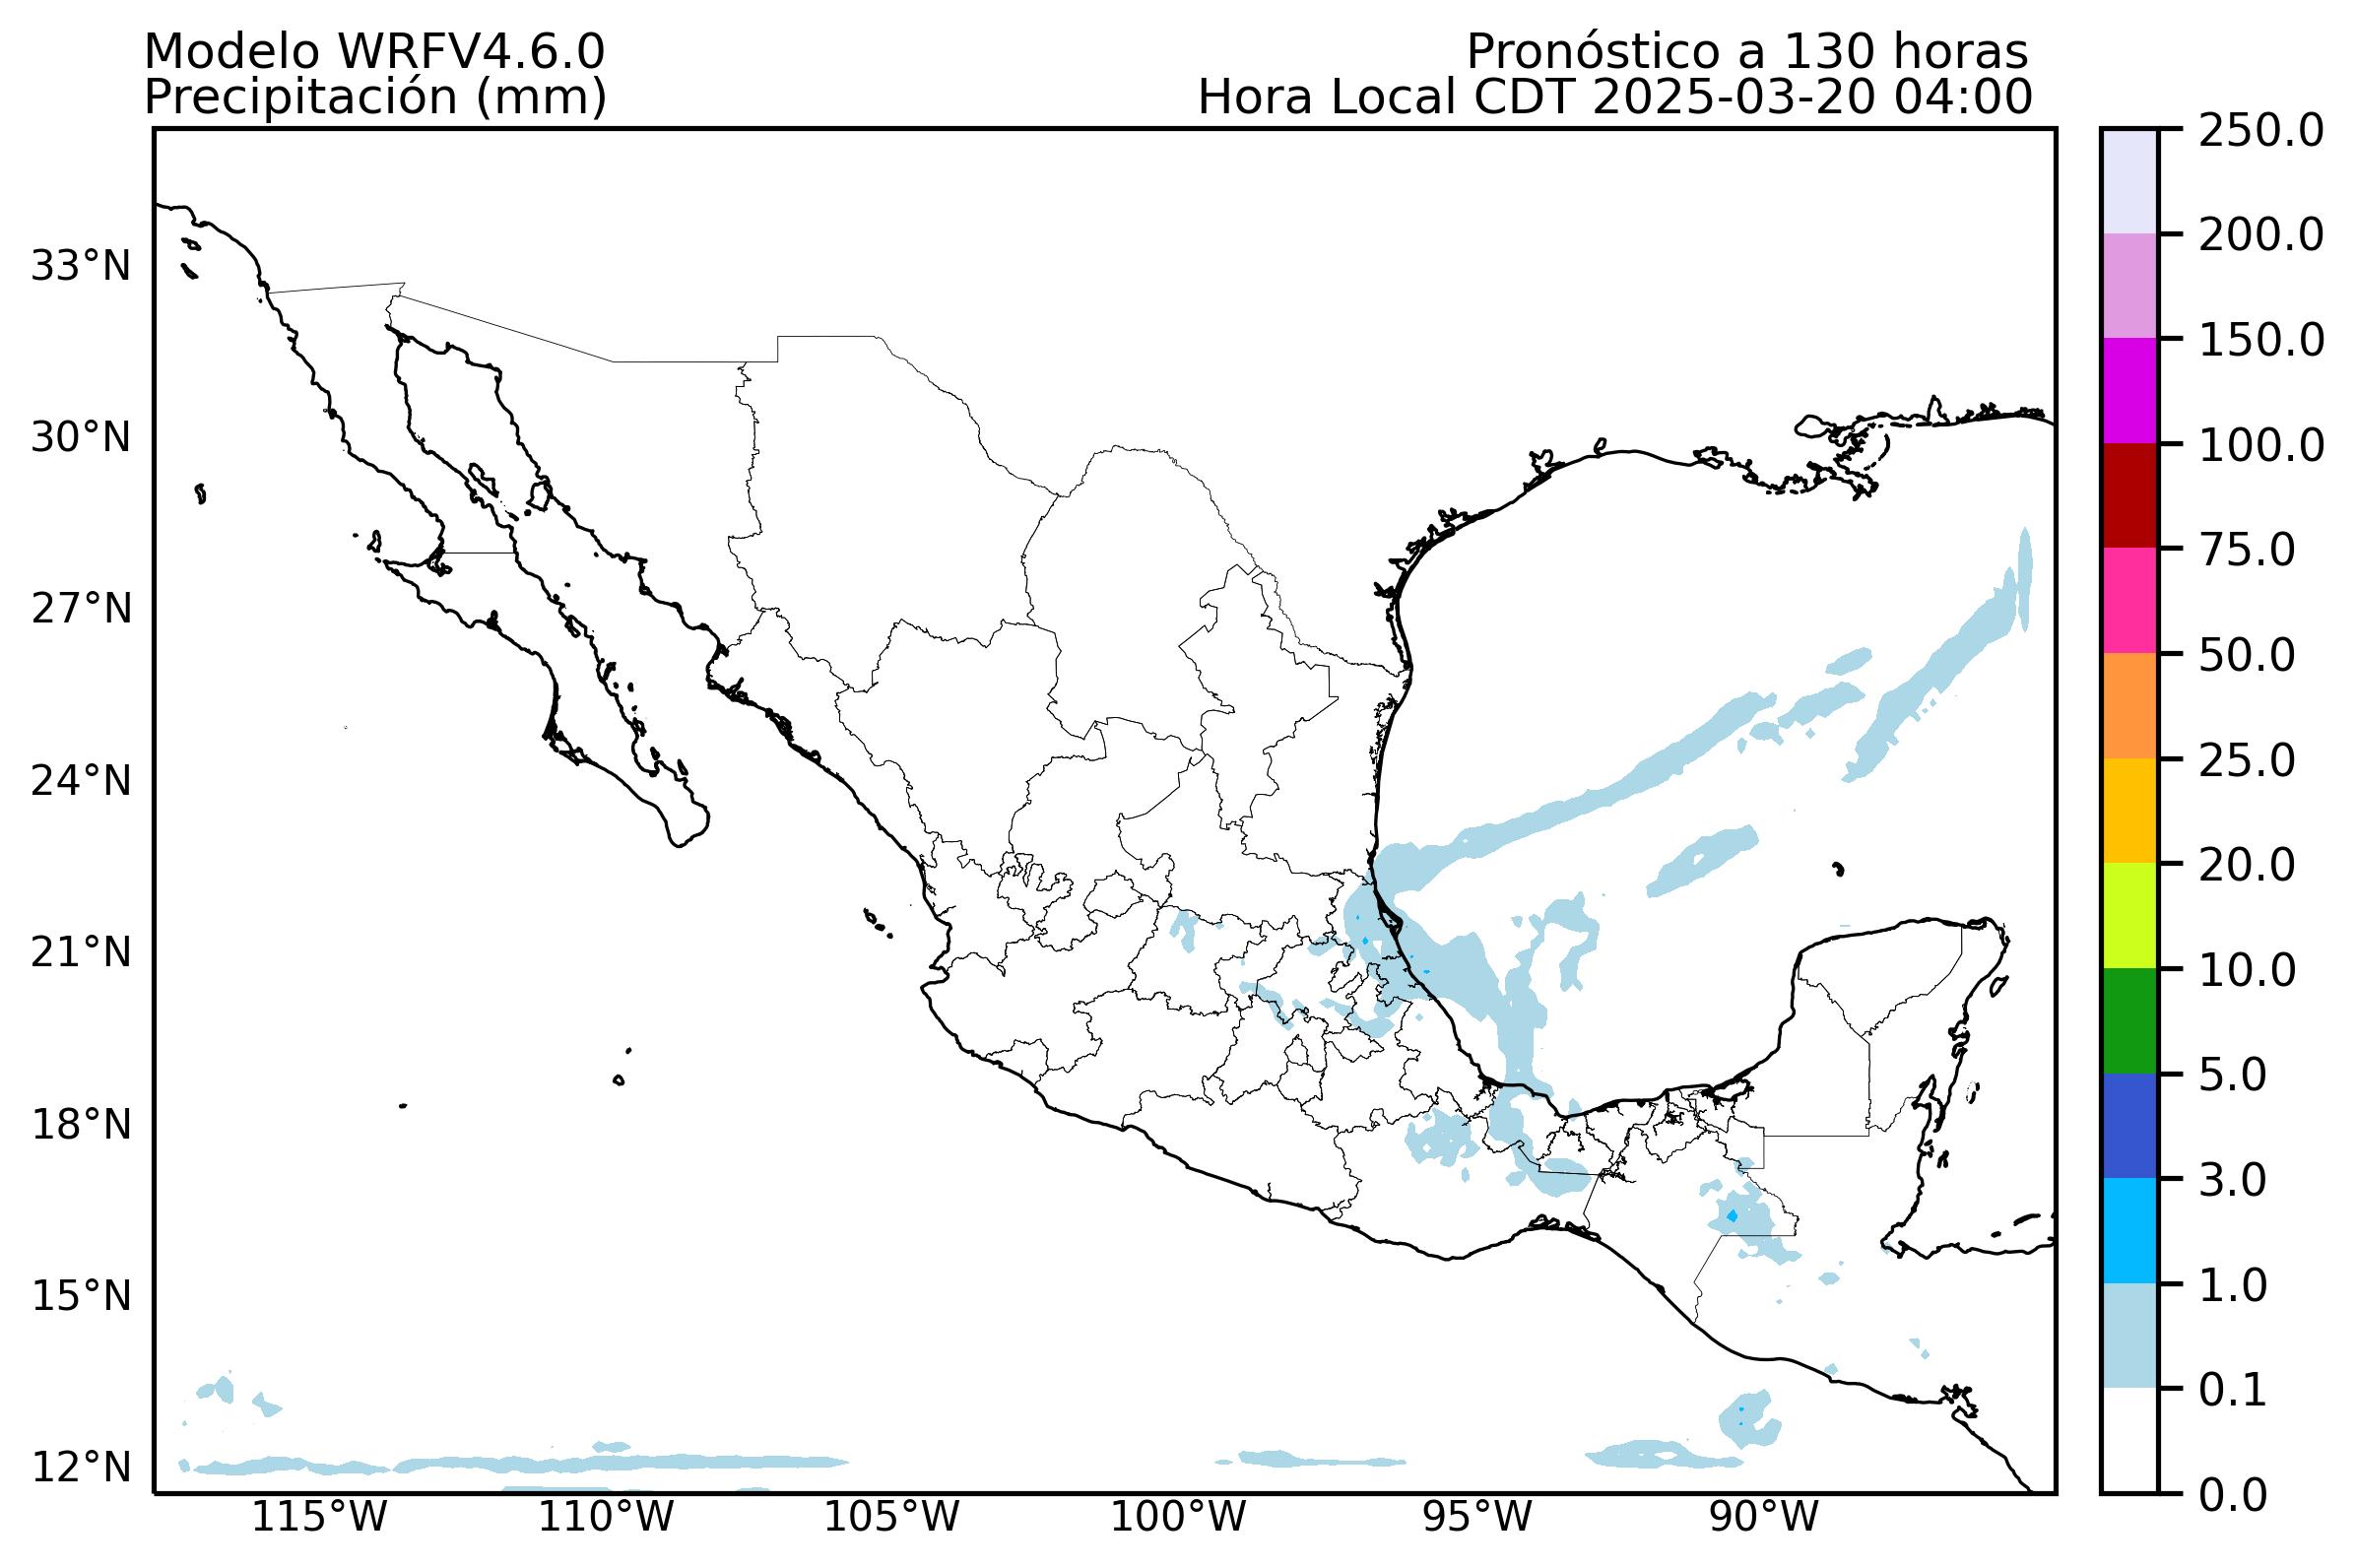 Modelo WRFV4.6.0
Precipitación (mm)
Pronóstico a 130 horas
Hora Local CDT 2025-03-20 04:00
33°N
30°N
27°N
24°N
21°N
18°N
15°N
12°N
115°W
110°W
105°W
100°W
95°W
90°W
250.0
200.0
150.0
100.0
75.0
50.0
25.0
20.0
10.0
5.0
3.0
1.0
0.1
0.0